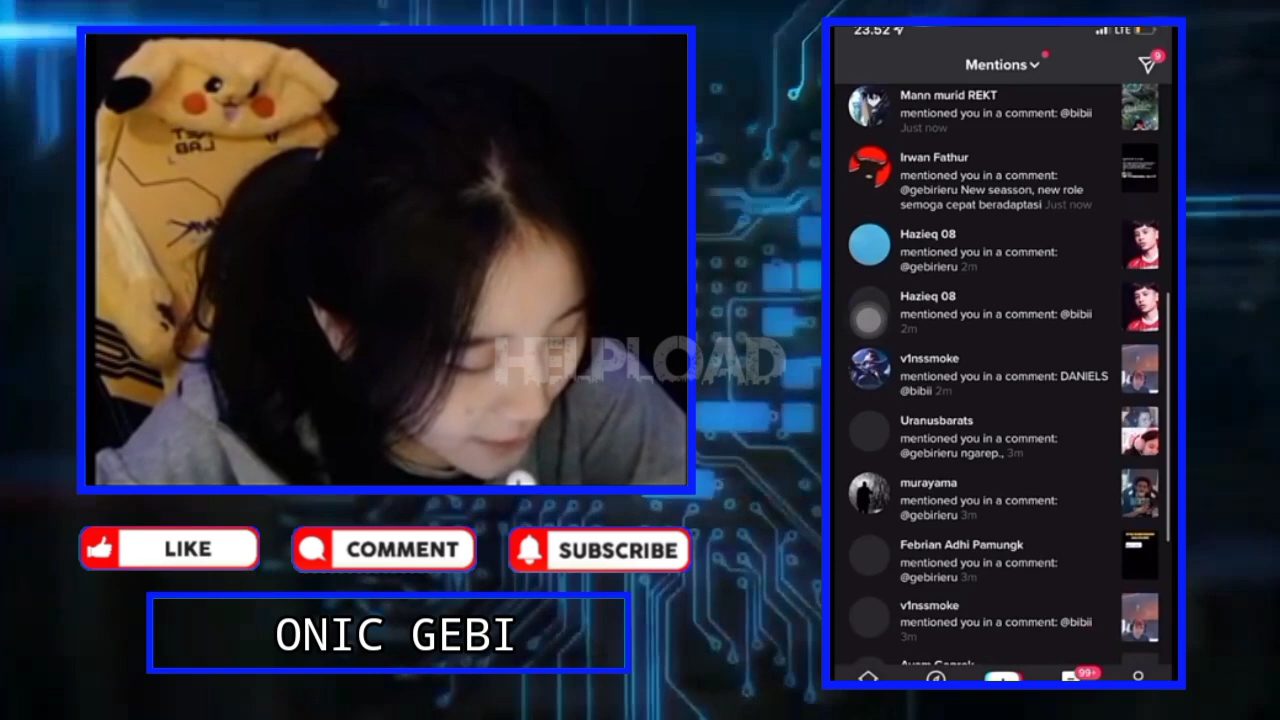 HELPLOAD
LIKE
COMMENT
SUBSCRIBE
ONIC GEBI
23.52
LTE
Mentions
9
Mann murid REKT
mentioned you in a comment: @bibii
Just now
Irwan Fathur
mentioned you in a comment:
@gebirieru New seasson, new role
semoga cepat beradaptasi Just now
Hazieq 08
mentioned you in a comment:
@gebirieru 2m
Hazieq 08
mentioned you in a comment: @bibii
2m
v1nssmoke
mentioned you in a comment: DANIELS
@bibii 2m
Uranusbarats
mentioned you in a comment:
@gebirieru ngarep., 3m
murayama
mentioned you in a comment:
@gebirieru 3m
Febrian Adhi Pamungk
mentioned you in a comment:
@gebirieru 3m
v1nssmoke
mentioned you in a comment: @bibii
3m
99+